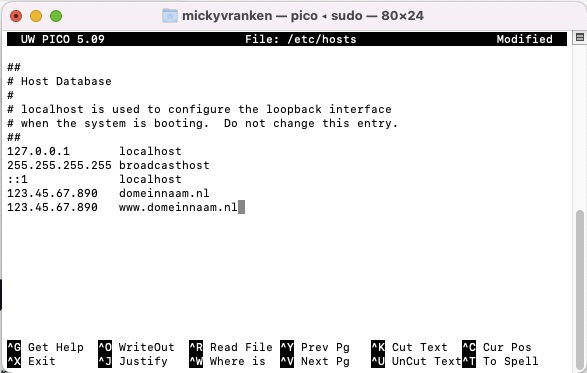 mickyvranken — pico ◂ sudo — 80×24
UW PICO 5.09 File: /etc/hosts Modified
##
# Host Database
#
# localhost is used to configure the loopback interface
# when the system is booting.  Do not change this entry.
##
127.0.0.1 localhost
255.255.255.255 broadcasthost
::1 localhost
123.45.67.890 domeinnaam.nl
123.45.67.890 www.domeinnaam.nl
^G Get Help ^O WriteOut ^R Read File ^Y Prev Pg ^K Cut Text ^C Cur Pos
^X Exit ^J Justify ^W Where is ^V Next Pg ^U UnCut Text ^T To Spell